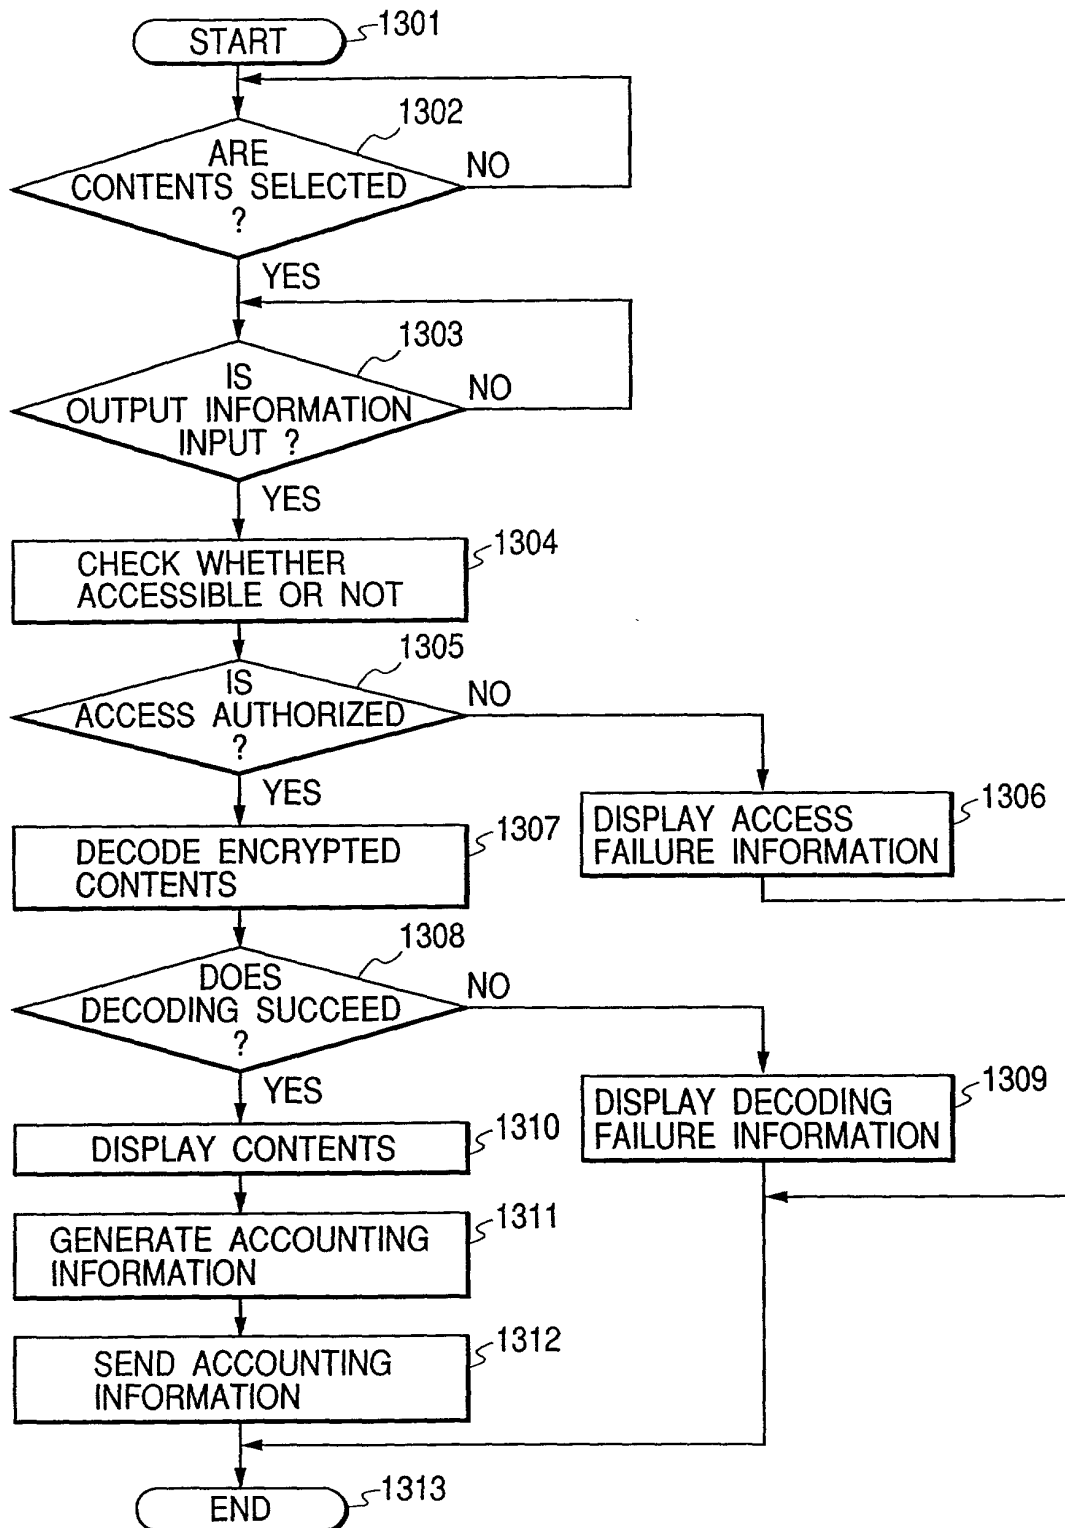 START
1301
1302
ARE
CONTENTS SELECTED
?
NO
YES
1303
IS
OUTPUT INFORMATION
INPUT ?
NO
YES
1304
CHECK WHETHER
ACCESSIBLE OR NOT
1305
IS
ACCESS AUTHORIZED
?
NO
YES
1306
DISPLAY ACCESS
FAILURE INFORMATION
1307
DECODE ENCRYPTED
CONTENTS
1308
DOES
DECODING SUCCEED
?
NO
YES
1309
DISPLAY DECODING
FAILURE INFORMATION
1310
DISPLAY CONTENTS
1311
GENERATE ACCOUNTING
INFORMATION
1312
SEND ACCOUNTING
INFORMATION
1313
END